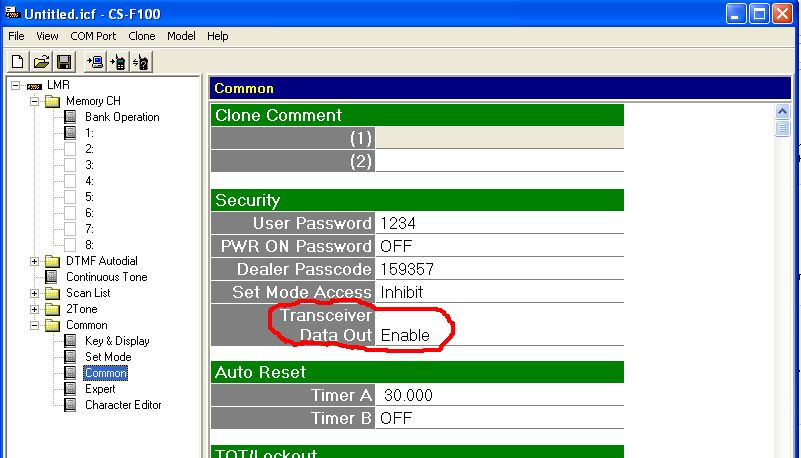 Untitled.icf - CS-F100
File View COM Port Clone Model Help
LMR
Memory CH
Bank Operation
1:
2:
3:
4:
5:
6:
7:
8:
DTMF Autodial
Continuous Tone
Scan List
2Tone
Common
Key & Display
Set Mode
Common
Expert
Character Editor
Common
Clone Comment
(1)
(2)
Security
User Password 1234
PWR ON Password OFF
Dealer Passcode 159357
Set Mode Access Inhibit
Transceiver
Data Out Enable
Auto Reset
Timer A 30.000
Timer B OFF
TOT/Lockout